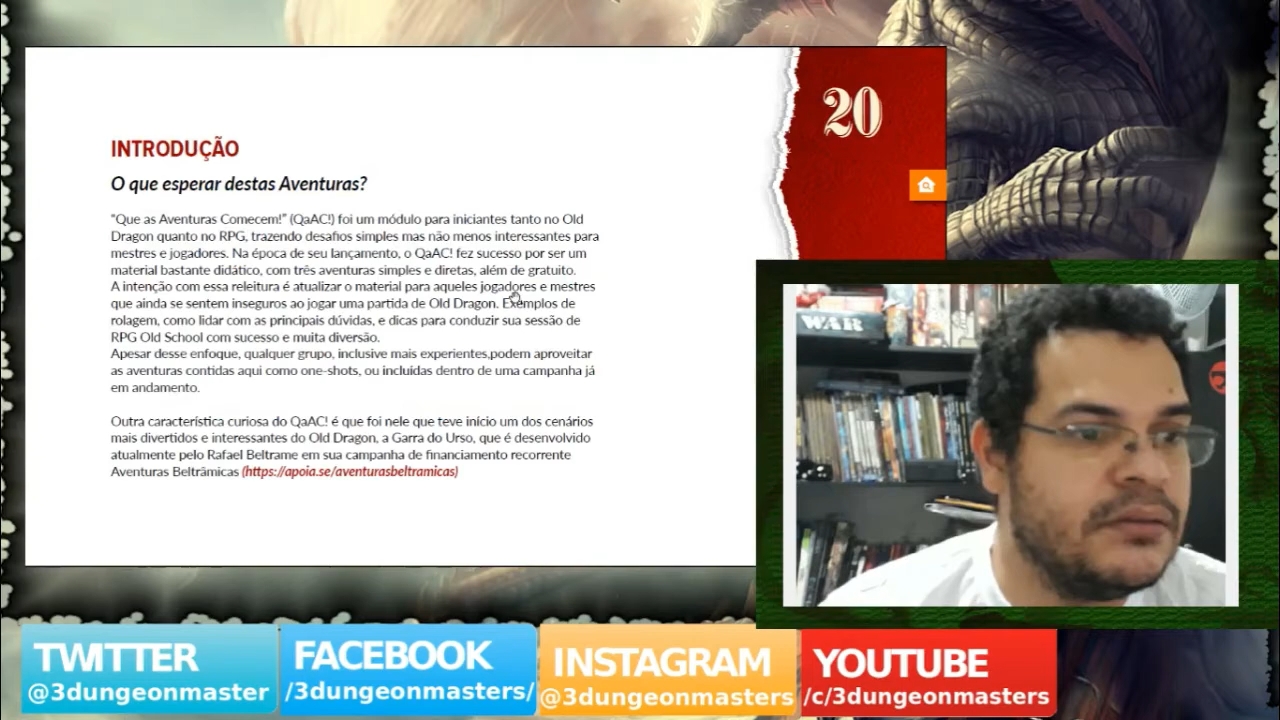 20
INTRODUÇÃO
O que esperar destas Aventuras?
"Que as Aventuras Comecem!" (QaAC!) foi um módulo para iniciantes tanto no Old
Dragon quanto no RPG, trazendo desafios simples mas não menos interessantes para
mestres e jogadores. Na época de seu lançamento, o QaAC! fez sucesso por ser um
material bastante didático, com três aventuras simples e diretas, além de gratuito.
A intenção com essa releitura é atualizar o material para aqueles jogadores e mestres
que ainda se sentem inseguros ao jogar uma partida de Old Dragon. Exemplos de
rolagem, como lidar com as principais dúvidas, e dicas para conduzir sua sessão de
RPG Old School com sucesso e muita diversão.
Apesar desse enfoque, qualquer grupo, inclusive mais experientes,podem aproveitar
as aventuras contidas aqui como one-shots, ou incluídas dentro de uma campanha já
em andamento.
Outra característica curiosa do QaAC! é que foi nele que teve início um dos cenários
mais divertidos e interessantes do Old Dragon, a Garra do Urso, que é desenvolvido
atualmente pelo Rafael Beltrame em sua campanha de financiamento recorrente
Aventuras Beltrâmicas (https://apoia.se/aventurasbeltramicas)
WAR
TWITTER
@3dungeonmaster
FACEBOOK
/3dungeonmasters/
INSTAGRAM
@3dungeonmasters
YOUTUBE
/c/3dungeonmasters